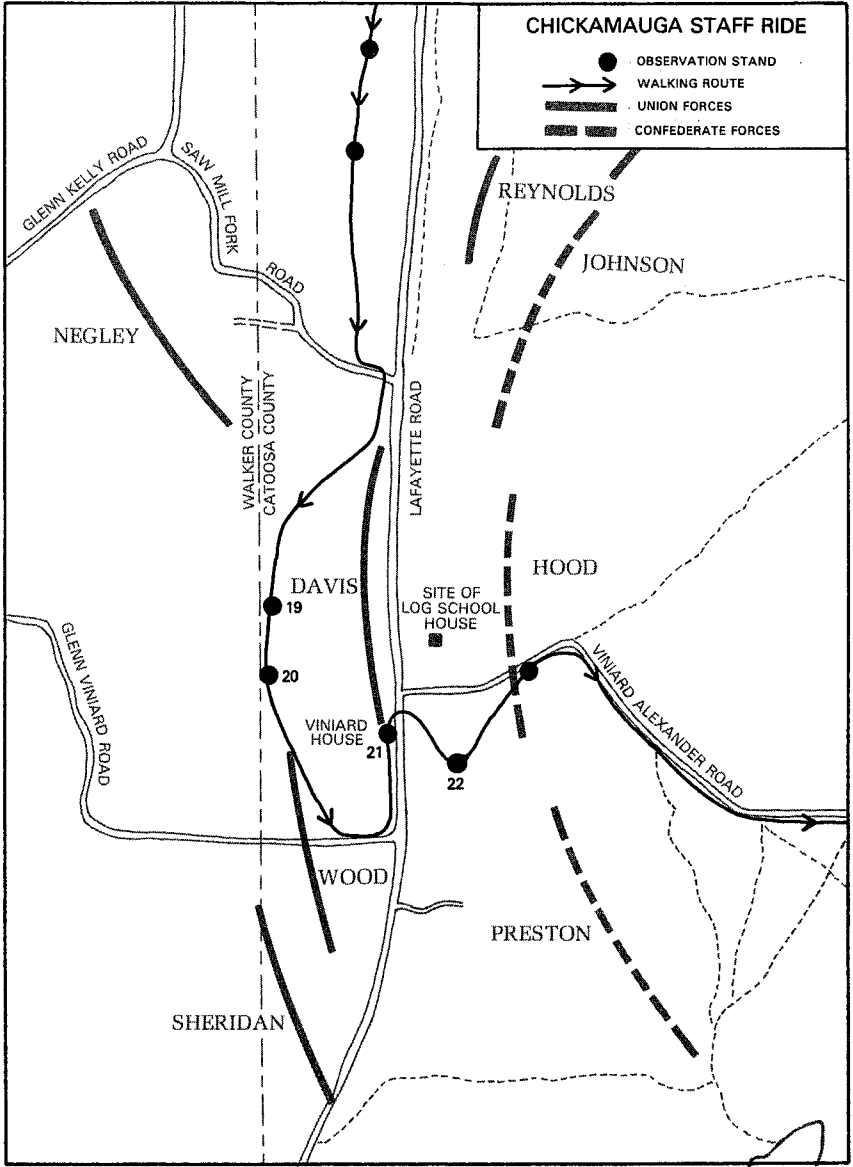 CHICKAMAUGA STAFF RIDE
OBSERVATION STAND
WALKING ROUTE
UNION FORCES
CONFEDERATE FORCES
GLENN KELLY ROAD
SAW MILL FORK
ROAD
REYNOLDS
JOHNSON
NEGLEY
WALKER COUNTY
CATOOSA COUNTY
LAFAYETTE ROAD
HOOD
DAVIS
SITE OF
LOG SCHOOL
HOUSE
19
20
GLENN VINIARD ROAD
VINIARD
HOUSE
21
22
VINIARD ALEXANDER ROAD
WOOD
PRESTON
SHERIDAN